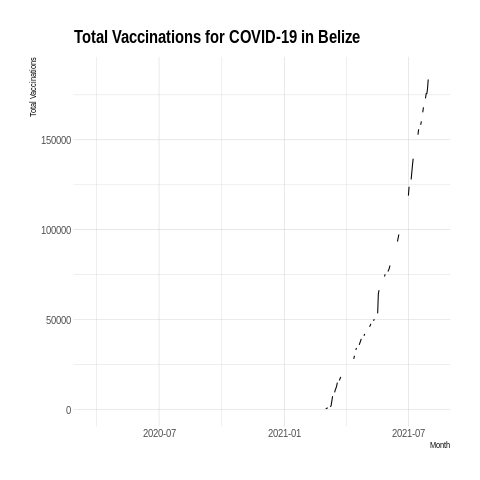 Total Vaccinations for COVID-19 in Belize
Total Vaccinations
150000
100000
50000
0
2020-07 2021-01 2021-07
Month